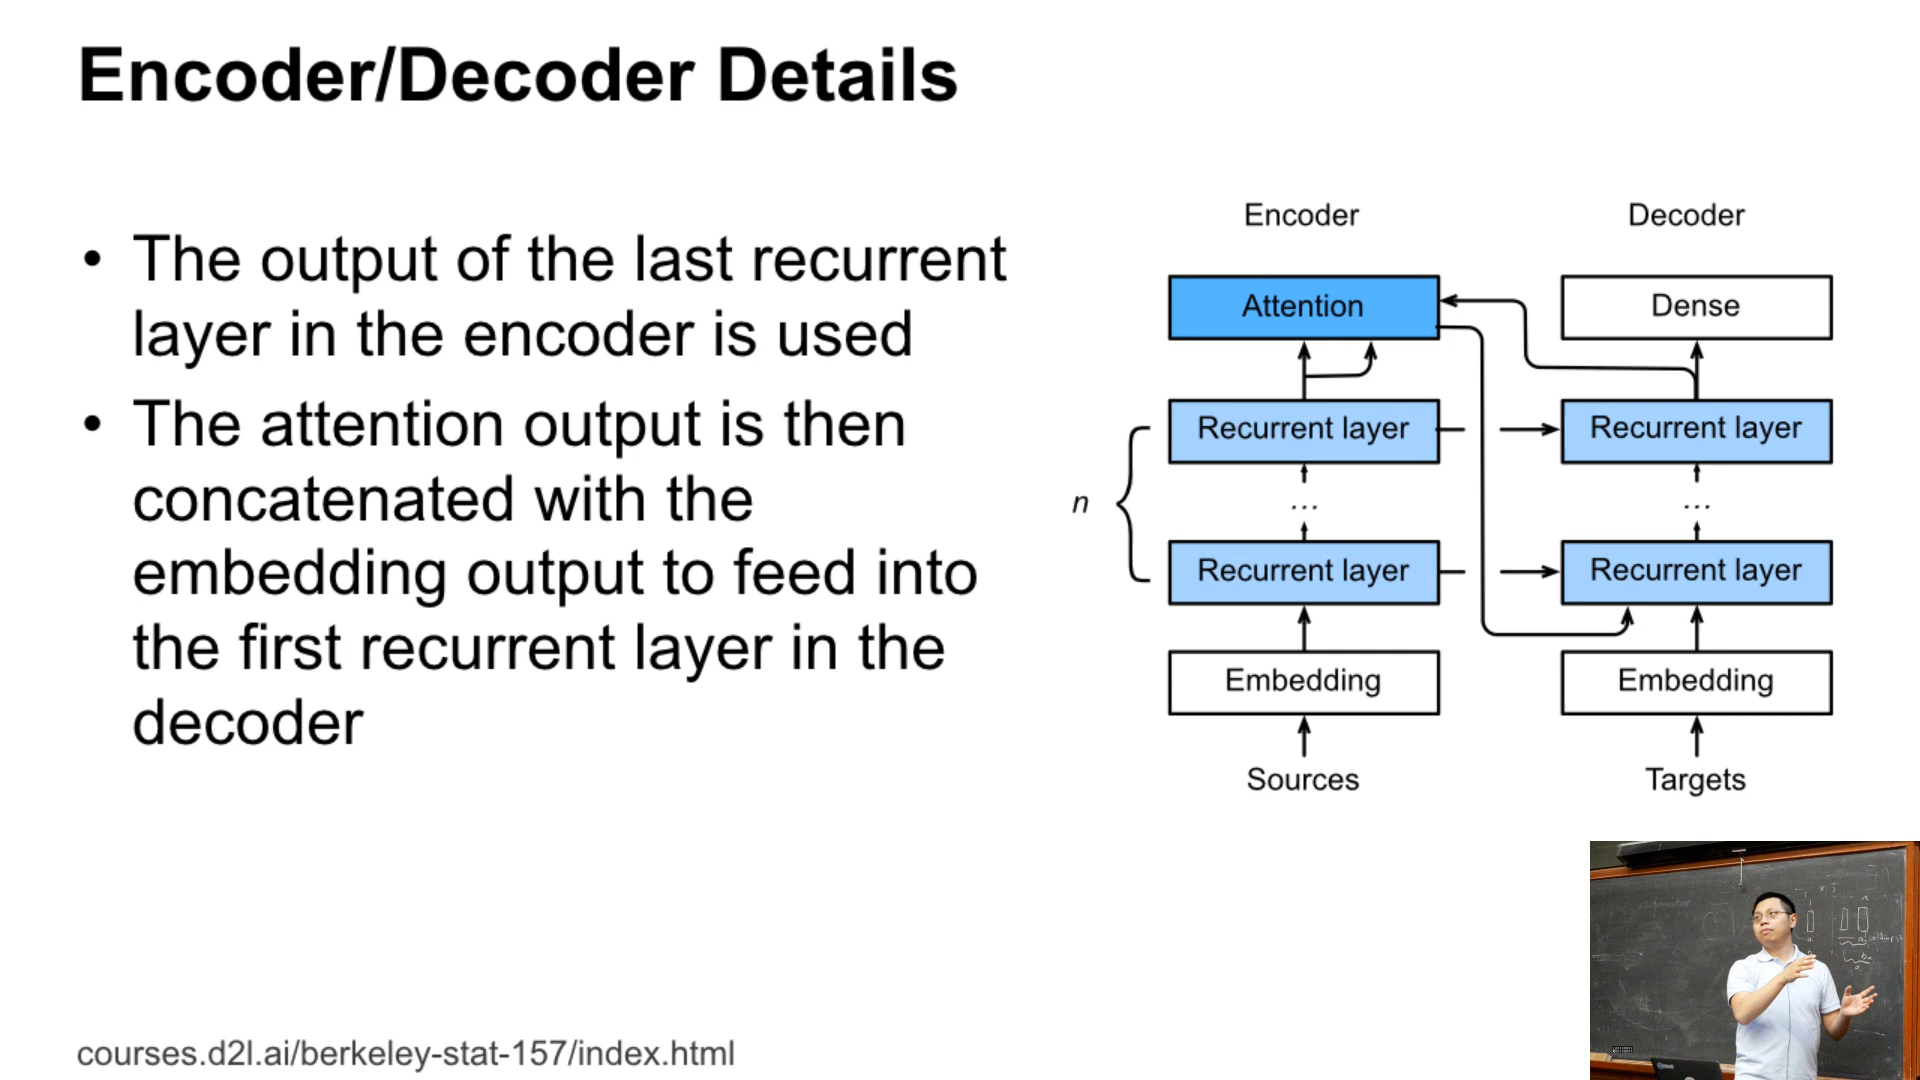 Encoder/Decoder Details
• The output of the last recurrent
layer in the encoder is used
• The attention output is then
concatenated with the
embedding output to feed into
the first recurrent layer in the
decoder
Encoder
Decoder
Attention
Dense
Recurrent layer
Recurrent layer
n
...
...
Recurrent layer
Recurrent layer
Embedding
Embedding
Sources
Targets
courses.d2l.ai/berkeley-stat-157/index.html